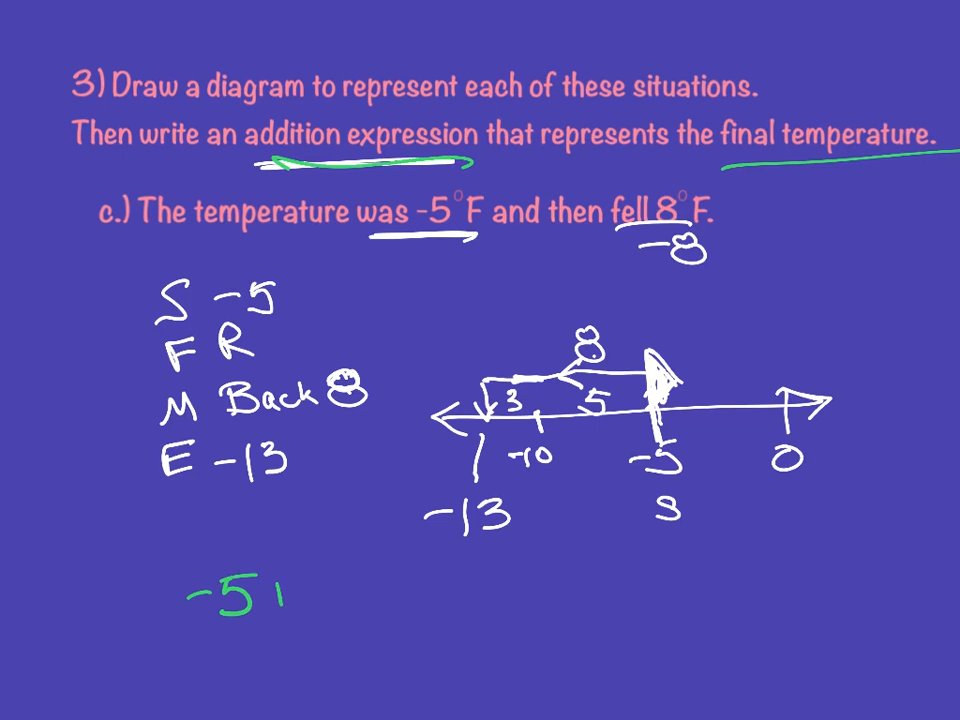 3) Draw a diagram to represent each of these situations.
Then write an addition expression that represents the final temperature.
c.) The temperature was -5°F and then fell 8°F.
-8
S -5
F R
M Back 8
E -13
8
3 5
-10 -5 0
-13 S
-5 I